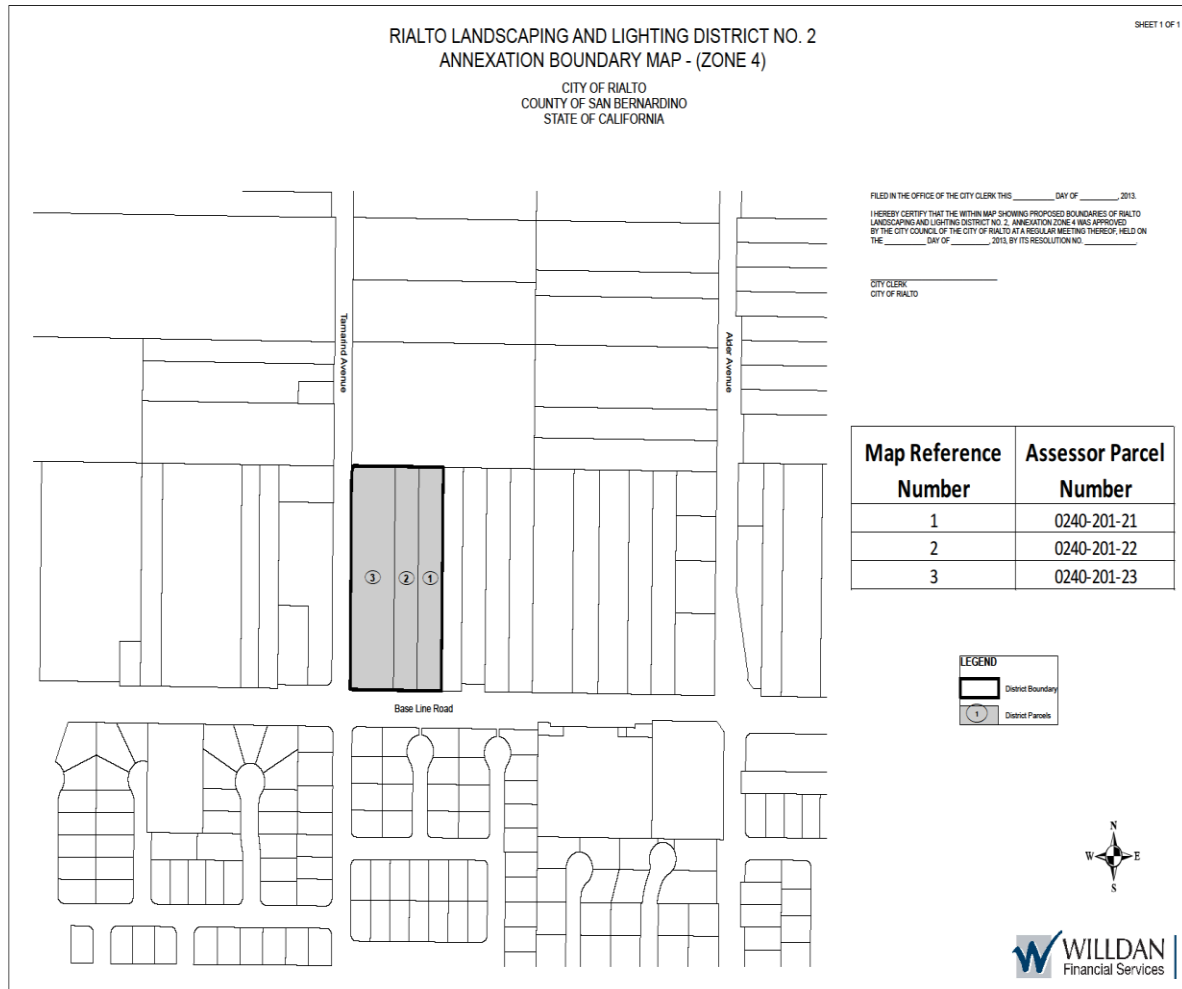 SHEET 1 OF 1
RIALTO LANDSCAPING AND LIGHTING DISTRICT NO. 2
ANNEXATION BOUNDARY MAP - (ZONE 4)
CITY OF RIALTO
COUNTY OF SAN BERNARDINO
STATE OF CALIFORNIA
FILED IN THE OFFICE OF THE CITY CLERK THIS __________ DAY OF _________, 2013.
I HEREBY CERTIFY THAT THE WITHIN MAP SHOWING PROPOSED BOUNDARIES OF RIALTO
LANDSCAPING AND LIGHTING DISTRICT NO. 2, ANNEXATION ZONE 4 WAS APPROVED
BY THE CITY COUNCIL OF THE CITY OF RIALTO AT A REGULAR MEETING THEREOF, HELD ON
THE __________ DAY OF _________, 2013, BY ITS RESOLUTION NO. _____________.
CITY CLERK
CITY OF RIALTO
Tamarind Avenue
Alder Avenue
Map Reference Number Assessor Parcel Number
1 0240-201-21
2 0240-201-22
3 0240-201-23
3 2 1
LEGEND
District Boundary
1 District Parcels
Base Line Road
N
W E
S
WILLDAN
Financial Services